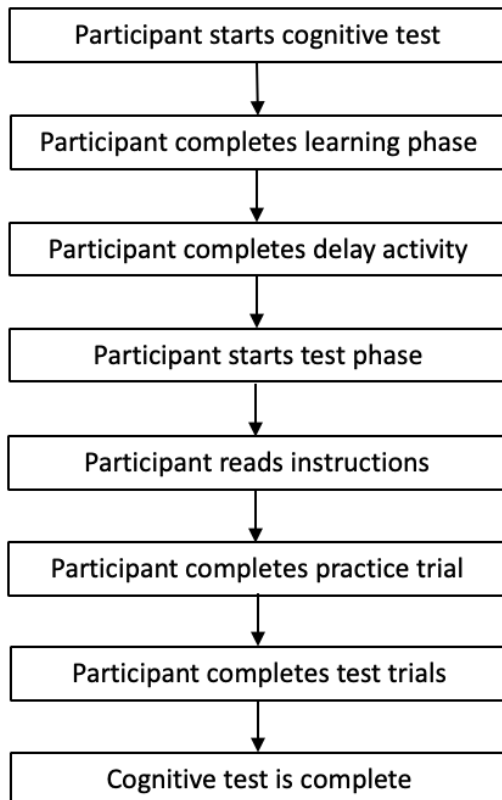 Participant starts cognitive test
Participant completes learning phase
Participant completes delay activity
Participant starts test phase
Participant reads instructions
Participant completes practice trial
Participant completes test trials
Cognitive test is complete